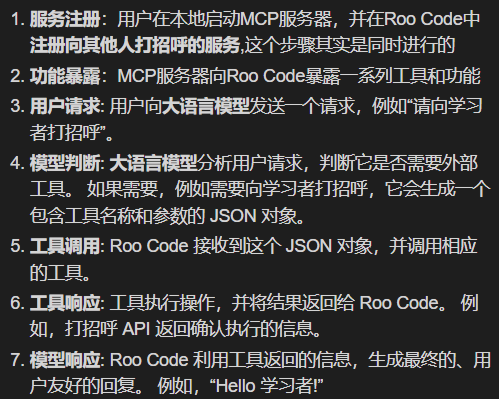 1. 服务注册：用户在本地启动MCP服务器，并在Roo Code中
注册向其他人打招呼的服务,这个步骤其实是同时进行的
2. 功能暴露：MCP服务器向Roo Code暴露一系列工具和功能
3. 用户请求: 用户向大语言模型发送一个请求，例如“请向学习
者打招呼”。
4. 模型判断: 大语言模型分析用户请求，判断它是否需要外部
工具。 如果需要，例如需要向学习者打招呼，它会生成一个
包含工具名称和参数的 JSON 对象。
5. 工具调用: Roo Code 接收到这个 JSON 对象，并调用相应
的工具。
6. 工具响应: 工具执行操作，并将结果返回给 Roo Code。 例
如，打招呼 API 返回确认执行的信息。
7. 模型响应: Roo Code 利用工具返回的信息，生成最终的、用
户友好的回复。 例如，“Hello 学习者!”